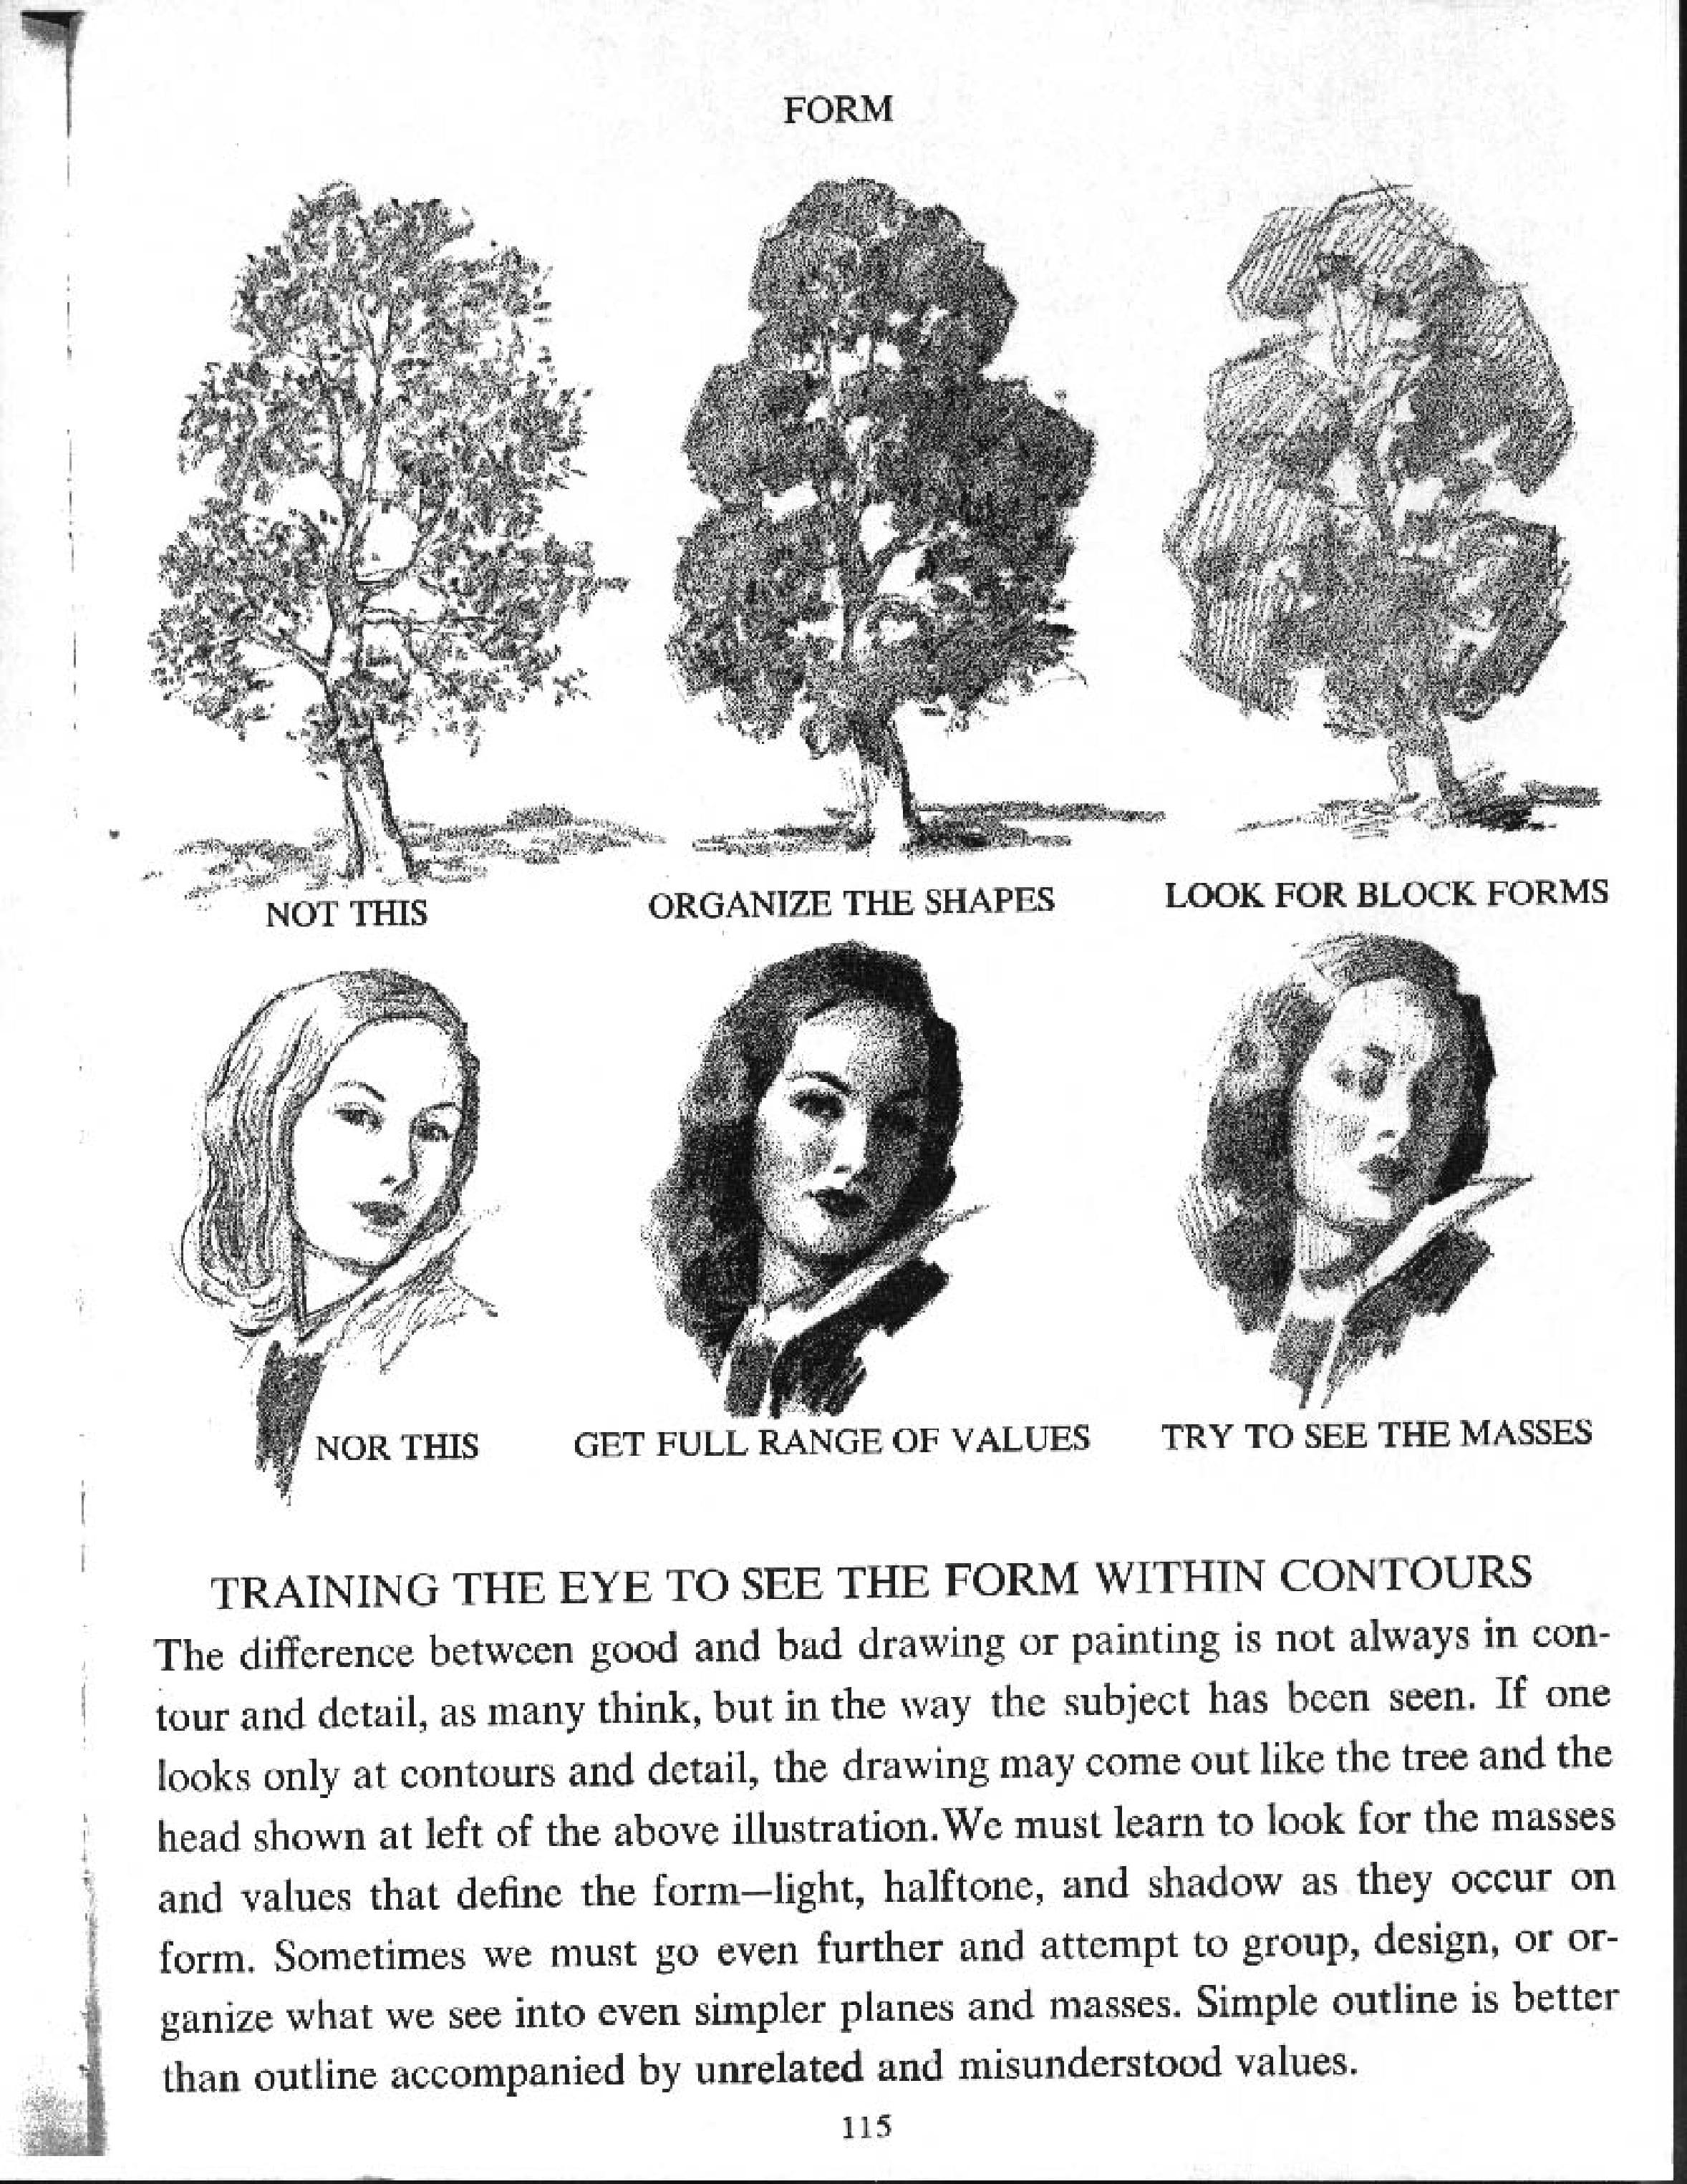 FORM
NOT THIS
ORGANIZE THE SHAPES
LOOK FOR BLOCK FORMS
NOR THIS
GET FULL RANGE OF VALUES
TRY TO SEE THE MASSES
TRAINING THE EYE TO SEE THE FORM WITHIN CONTOURS
The difference between good and bad drawing or painting is not always in con-
tour and detail, as many think, but in the way the subject has been seen. If one
looks only at contours and detail, the drawing may come out like the tree and the
head shown at left of the above illustration. We must learn to look for the masses
and values that define the form—light, halftone, and shadow as they occur on
form. Sometimes we must go even further and attempt to group, design, or or-
ganize what we see into even simpler planes and masses. Simple outline is better
than outline accompanied by unrelated and misunderstood values.
115